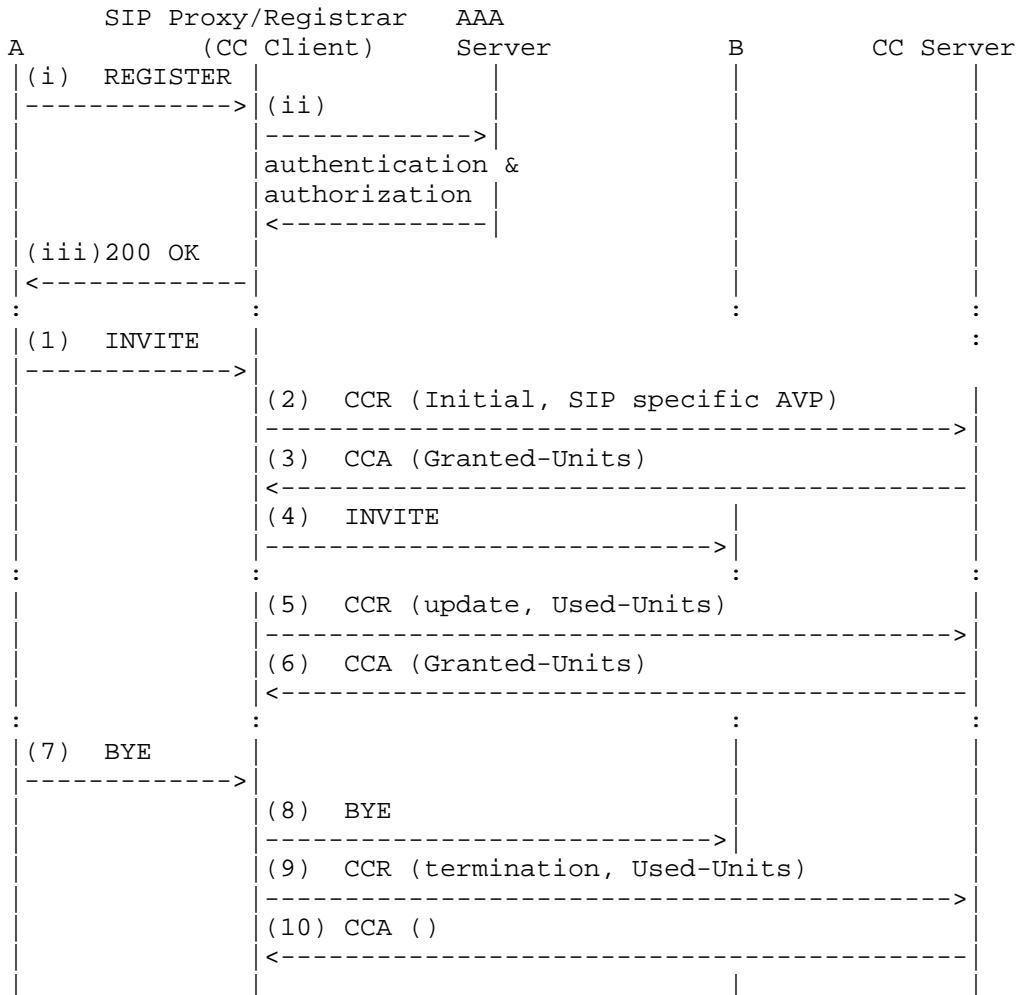 SIP Proxy/Registrar AAA
A (CC Client) Server B CC Server
(i) REGISTER
(ii)
authentication &
authorization
(iii)200 OK
(1) INVITE
(2) CCR (Initial, SIP specific AVP)
(3) CCA (Granted-Units)
(4) INVITE
(5) CCR (update, Used-Units)
(6) CCA (Granted-Units)
(7) BYE
(8) BYE
(9) CCR (termination, Used-Units)
(10) CCA ()